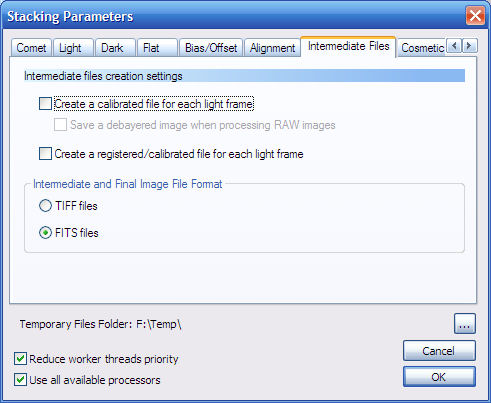 Stacking Parameters
Comet Light Dark Flat Bias/Offset Alignment Intermediate Files Cosmetic
Intermediate files creation settings
Create a calibrated file for each light frame
Save a debayered image when processing RAW images
Create a registered/calibrated file for each light frame
Intermediate and Final Image File Format
TIFF files
FITS files
Temporary Files Folder: F:\Temp\
...
Reduce worker threads priority
Cancel
Use all available processors
OK